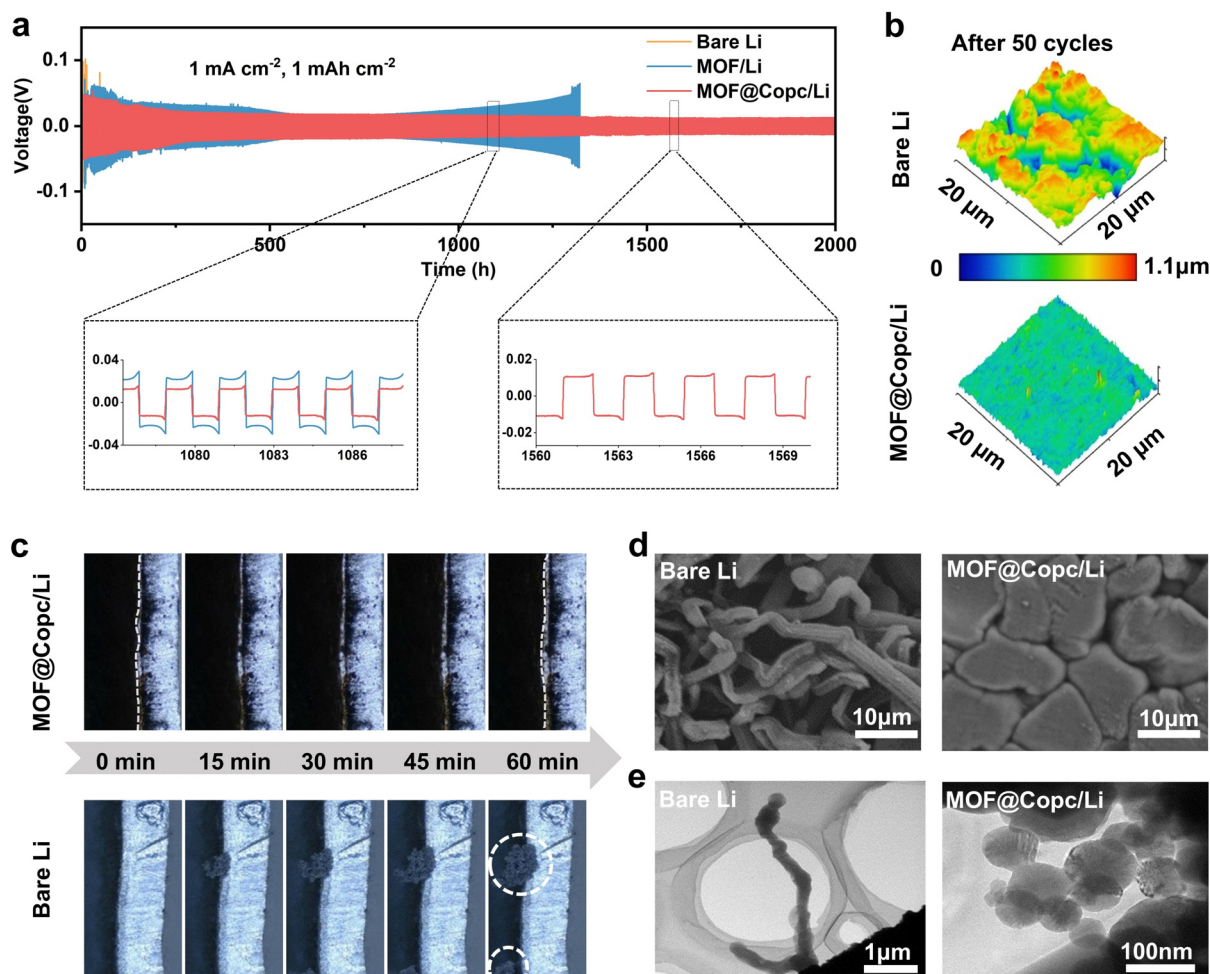 a
Bare Li
MOF/Li
MOF@Copc/Li
1 mA cm⁻², 1 mAh cm⁻²
0.1
0.0
-0.1
Voltage(V)
0
500
1000
1500
2000
Time (h)
0.04
0.00
-0.04
1080
1083
1086
0.012
0.00
-0.02
1560
1563
1566
1569
b
After 50 cycles
Bare Li
20 μm
20 μm
0
1.1μm
MOF@Copc/Li
20 μm
20 μm
c
MOF@Copc/Li
0 min
15 min
30 min
45 min
60 min
Bare Li
d
Bare Li
10μm
MOF@Copc/Li
10μm
e
Bare Li
1μm
MOF@Copc/Li
100nm